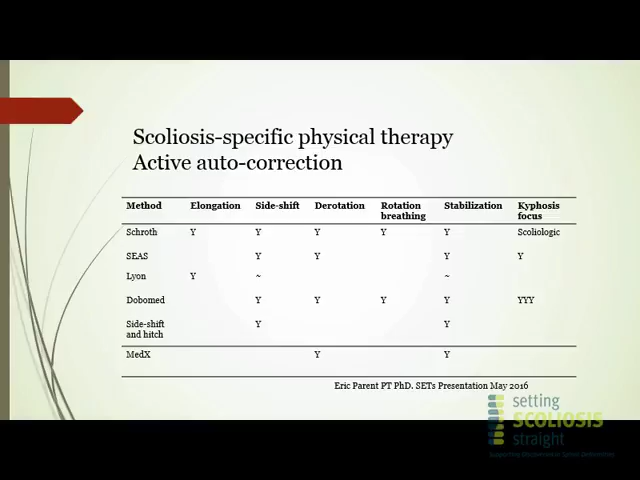 Scoliosis-specific physical therapy
Active auto-correction
Method Elongation Side-shift Derotation Rotation breathing Stabilization Kyphosis focus
Schroth Y Y Y Y Y Scoliologic
SEAS Y Y Y Y
Lyon Y ~ ~
Dobomed Y Y Y Y YYY
Side-shift and hitch Y Y
MedX Y Y
Eric Parent PT PhD. SETs Presentation May 2016
setting
SCOLIOSIS
straight